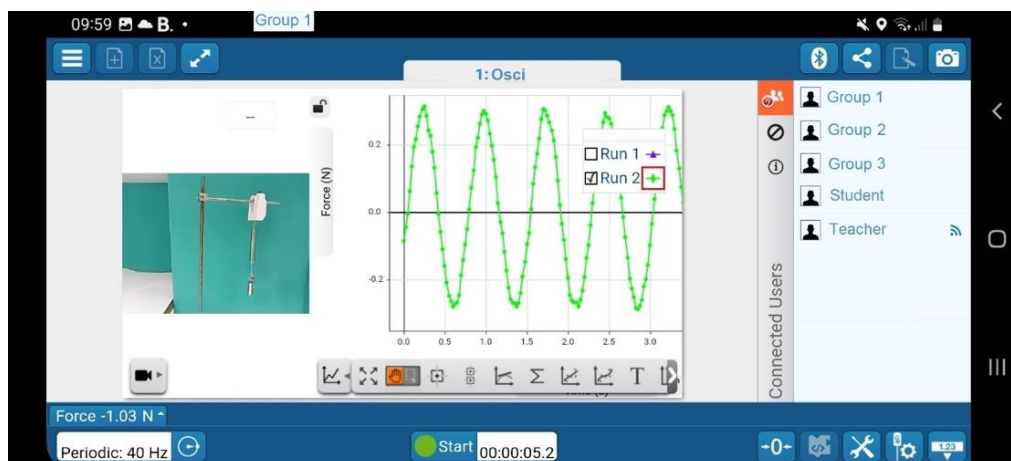 09:59 B. •
Group 1
1: Osci
--
Force (N)
0.2
0.0
-0.2
0.0 0.5 1.0 1.5 2.0 2.5 3.0
Run 1
Run 2
Σ
T
Connected Users
Group 1
Group 2
Group 3
Student
Teacher
Force -1.03 N
Periodic: 40 Hz
Start 00:00:05.2
-0-
1.23